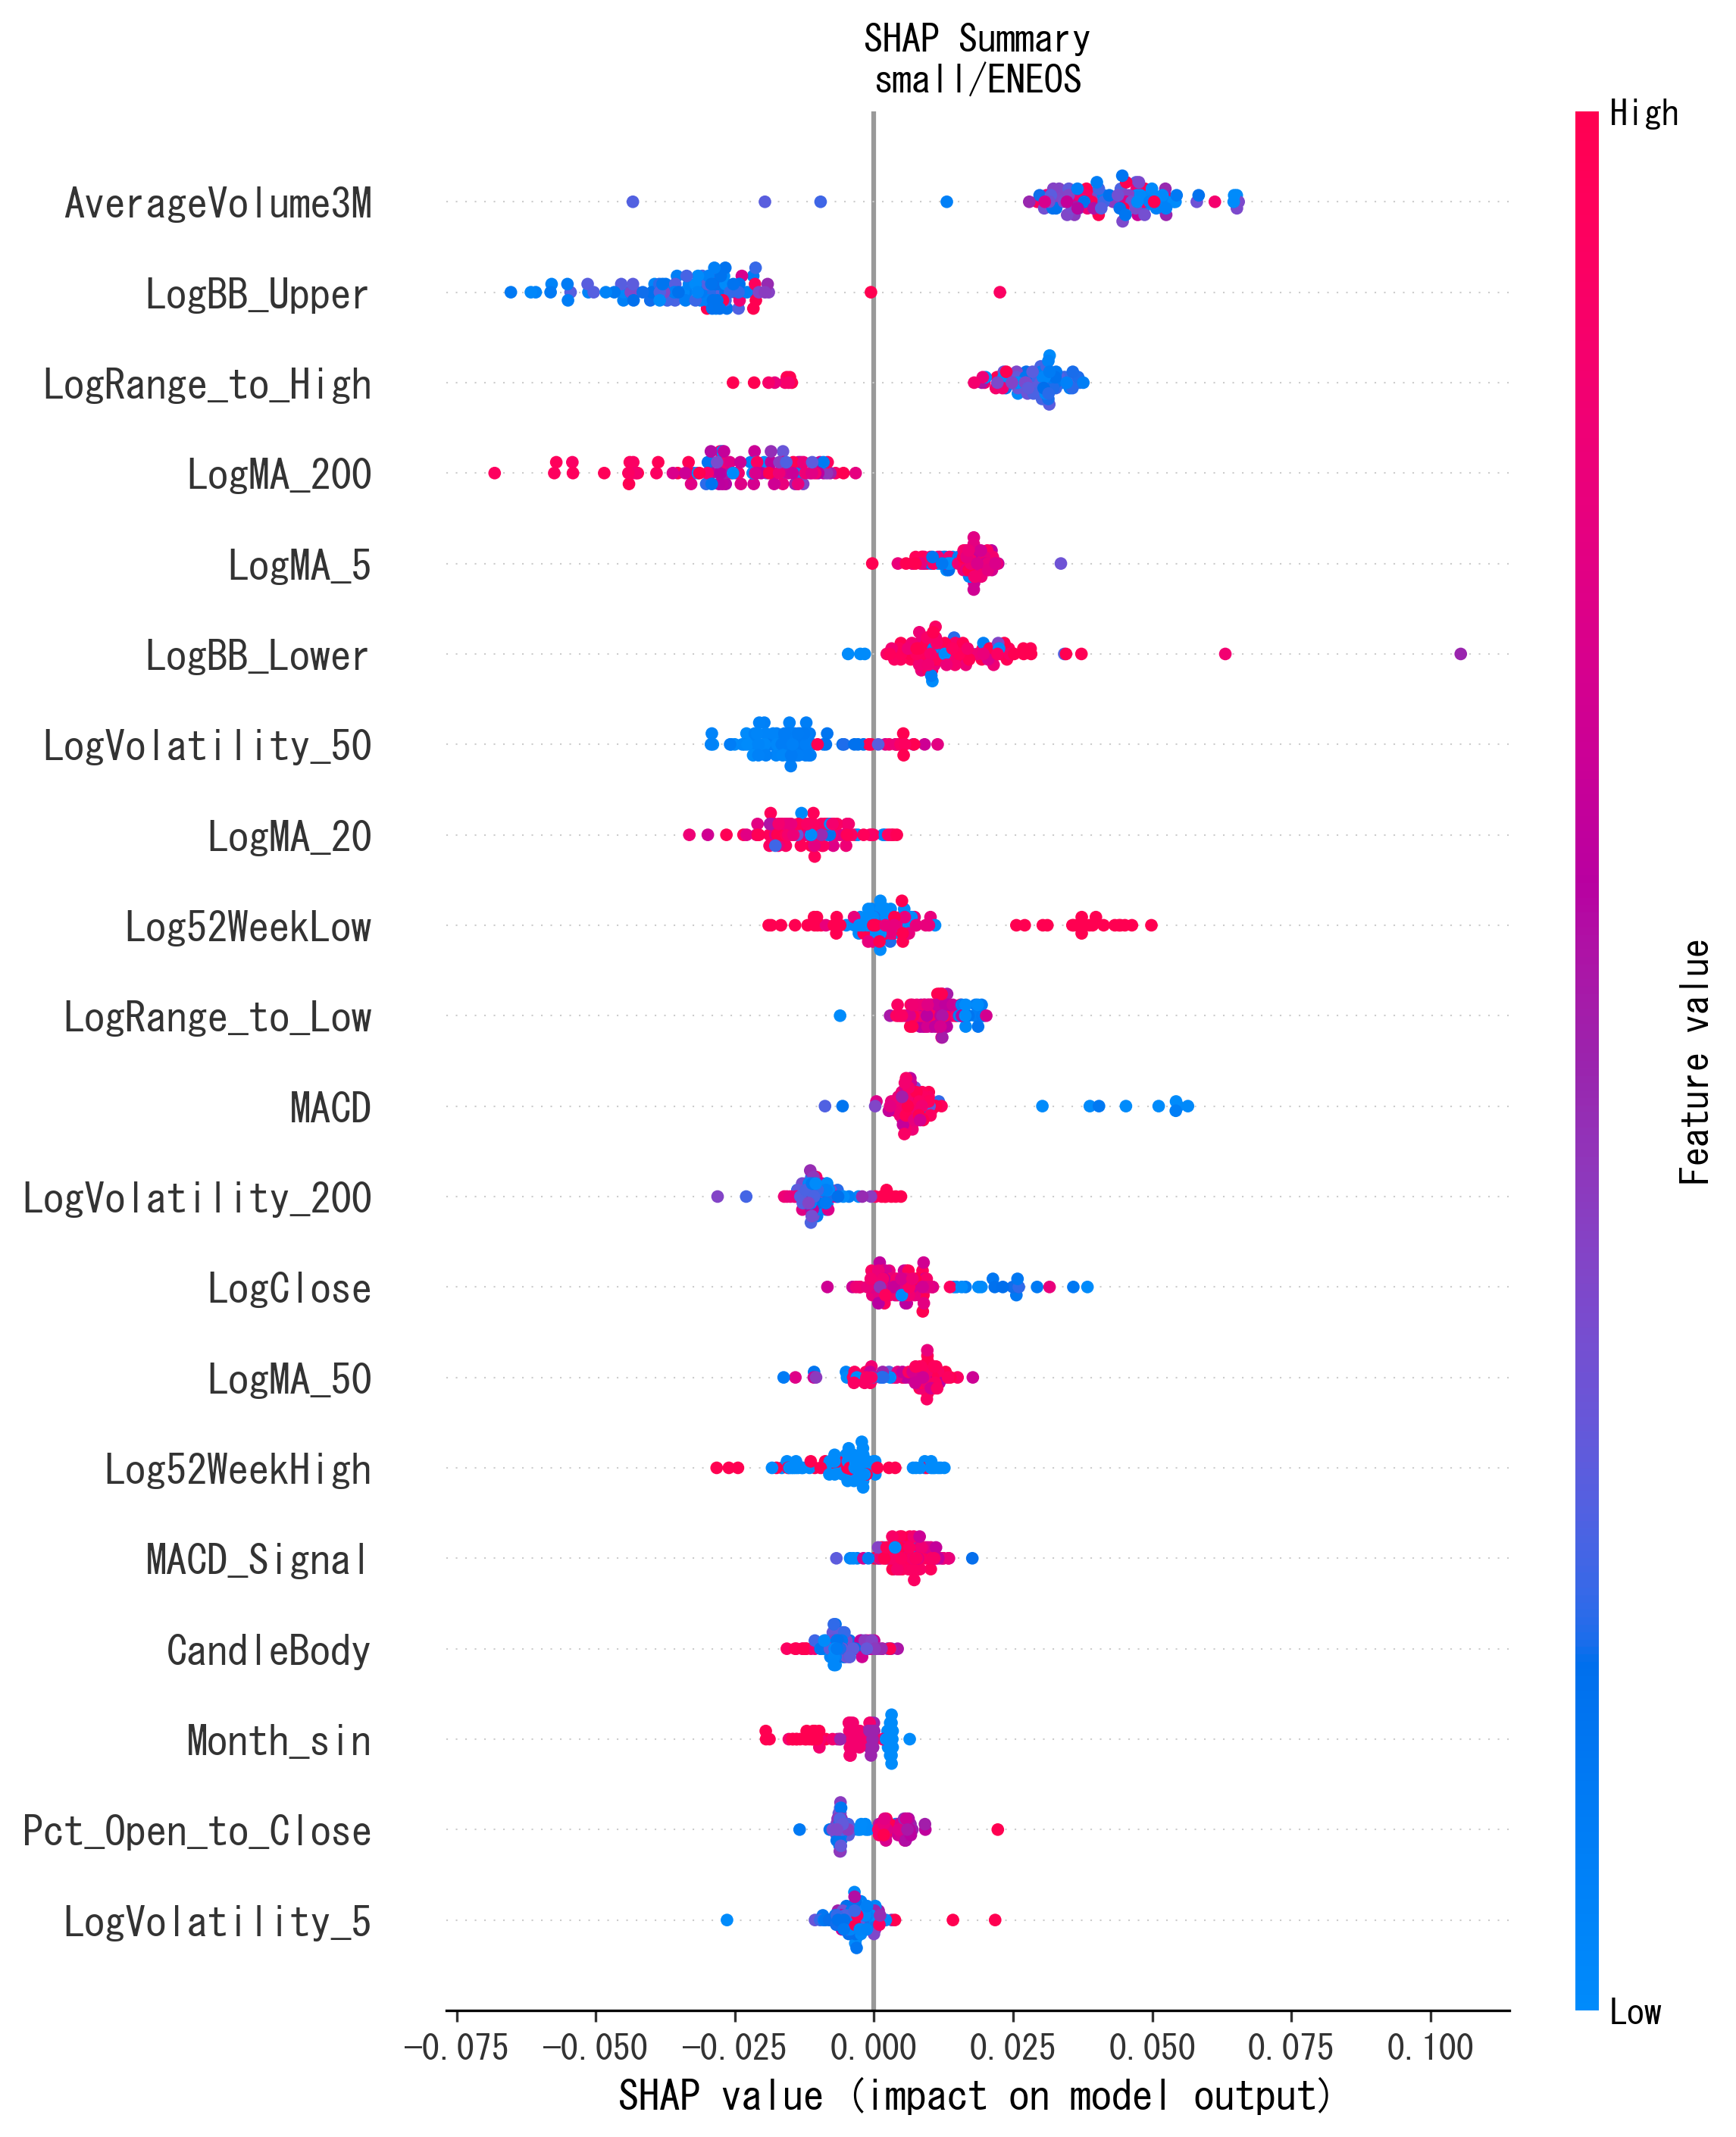 SHAP Summary
small/ENEOS
High
AverageVolume3M
LogBB_Upper
LogRange_to_High
LogMA_200
LogMA_5
LogBB_Lower
LogVolatility_50
LogMA_20
Log52WeekLow
LogRange_to_Low
MACD
LogVolatility_200
LogClose
LogMA_50
Log52WeekHigh
MACD_Signal
CandleBody
Month_sin
Pct_Open_to_Close
LogVolatility_5
Feature value
Low
−0.075 −0.050 −0.025 0.000 0.025 0.050 0.075 0.100
SHAP value (impact on model output)